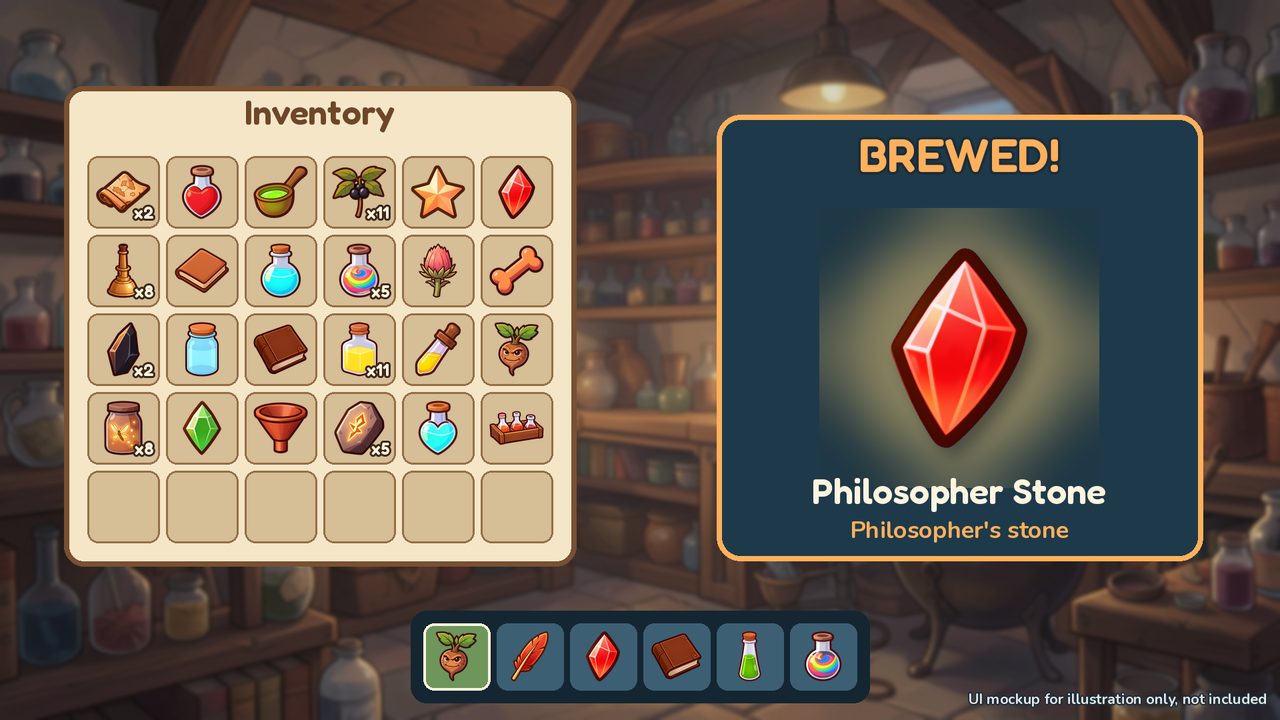 Inventory
x2
x11
x8
x5
x2
x11
x8
x5
BREWED!
Philosopher Stone
Philosopher's stone
UI mockup for illustration only, not included